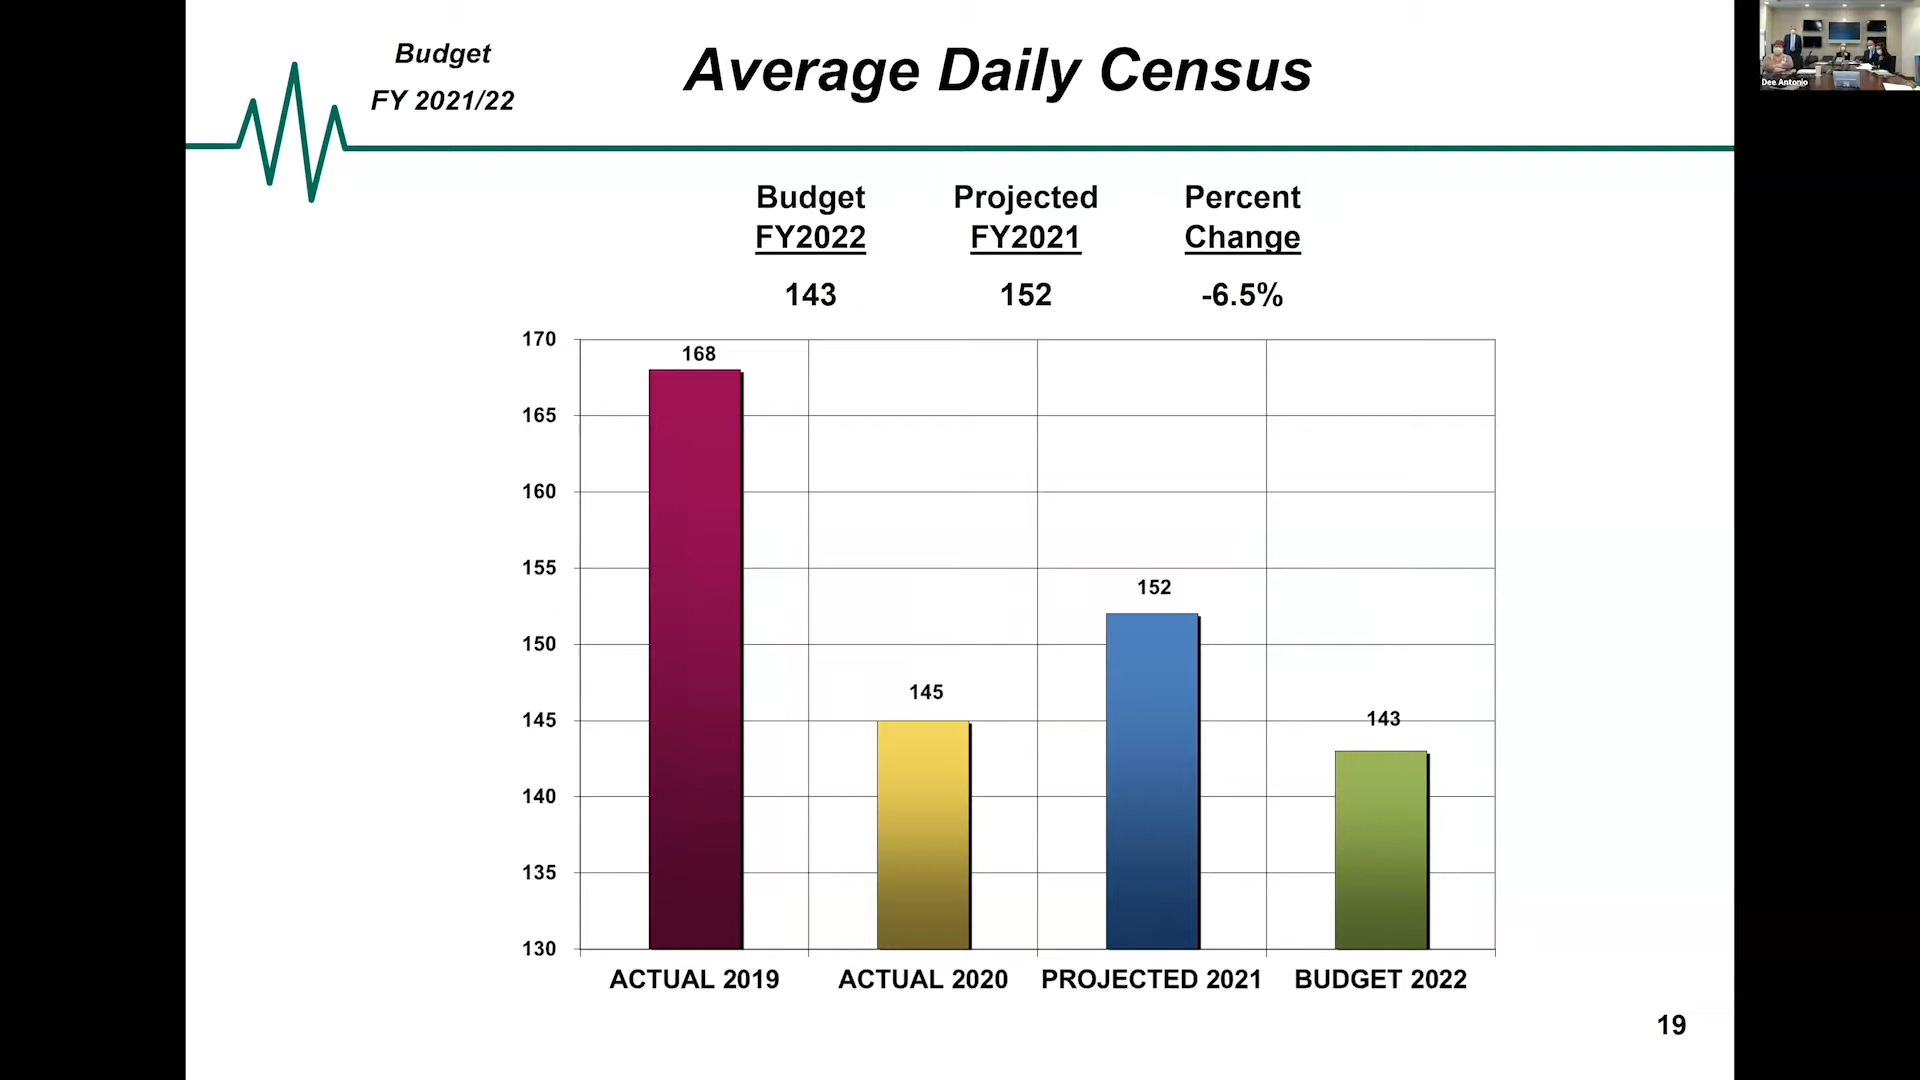 Budget
FY 2021/22
Average Daily Census
Dee Antonio
Budget Projected Percent
FY2022 FY2021 Change
143 152 -6.5%
170
165
160
155
150
145
140
135
130
168
145
152
143
ACTUAL 2019 ACTUAL 2020 PROJECTED 2021 BUDGET 2022
19